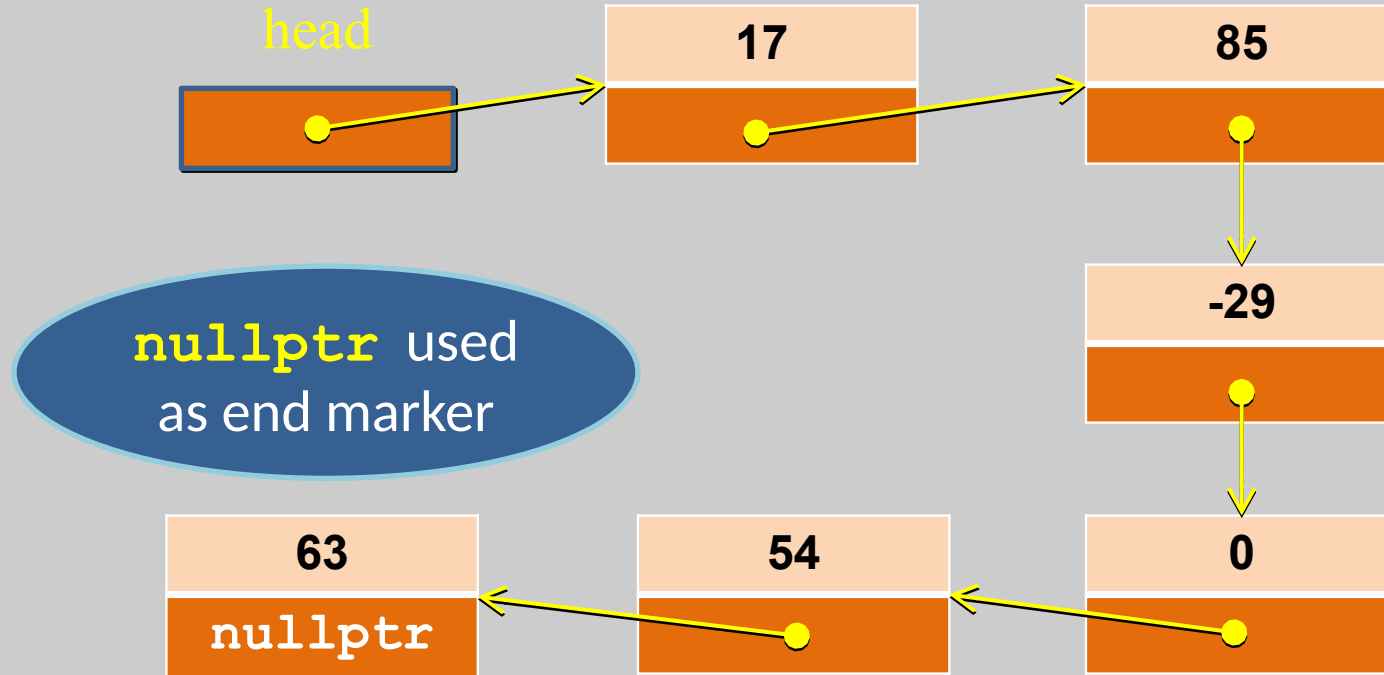 head
17
85
-29
nullptr used
as end marker
63
54
0
nullptr